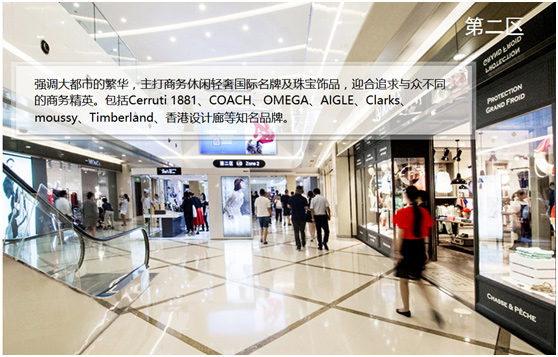 第二区
强调大都市的繁华，主打商务休闲轻奢国际名牌及珠宝饰品，迎合追求与众不同
的商务精英。包括Cerruti 1881、COACH、OMEGA、AIGLE、Clarks、
moussy、Timberland、香港设计廊等知名品牌。
GRAND FROID
PROTECTION
PROTECTION
GRAND FROID
第二区 Zone 2
CHASSE & PÊCHE